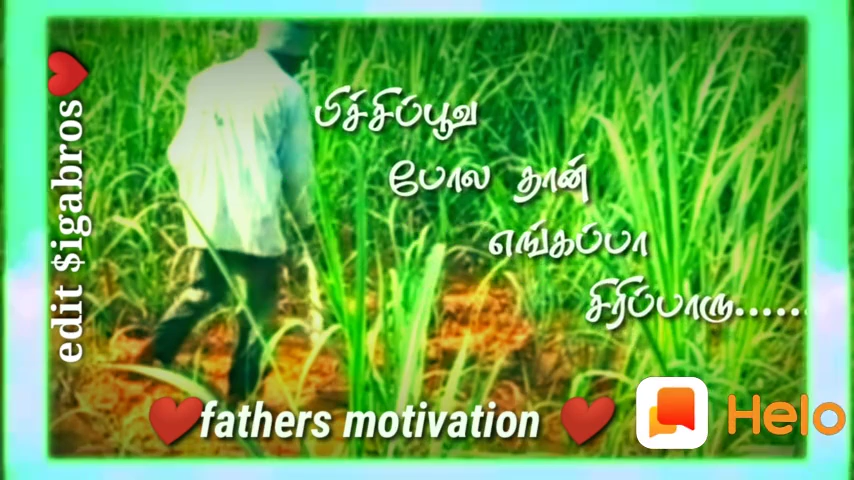 பிச்சிப்பூவ
போல தான்
எங்கப்பா
சிரிப்பாரு......
edit $igabros
fathers motivation
Helo